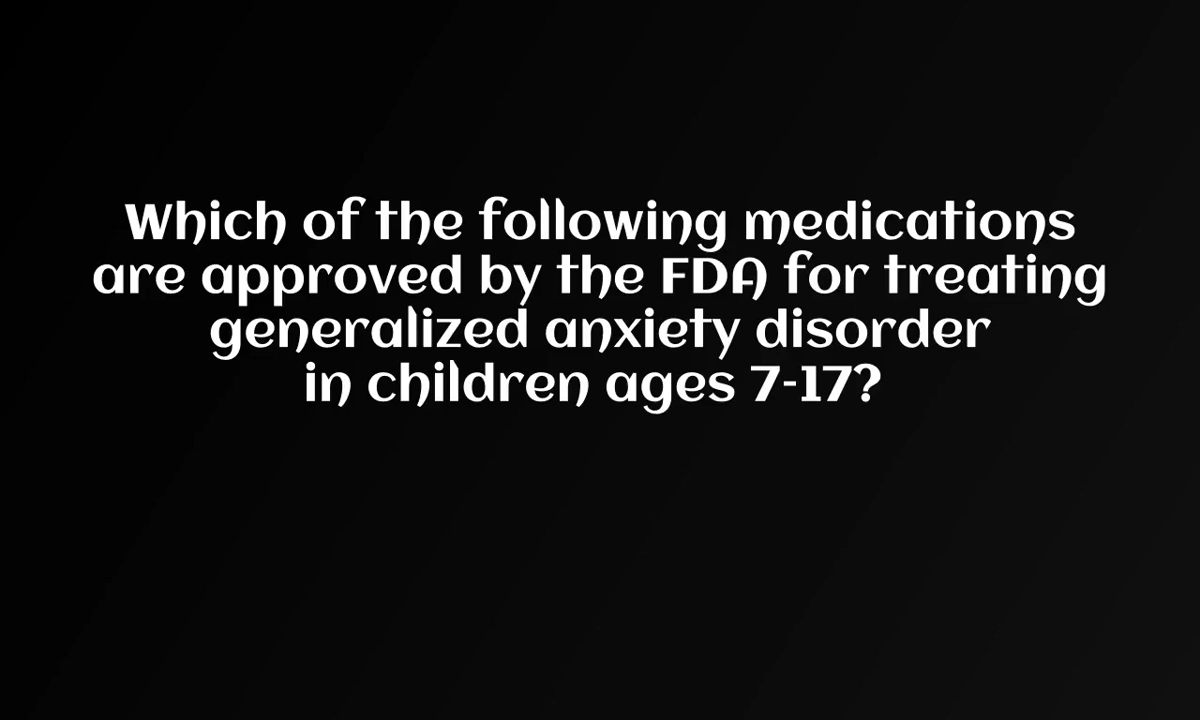 Which of the following medications
are approved by the FDA for treating
generalized anxiety disorder
in children ages 7-17?